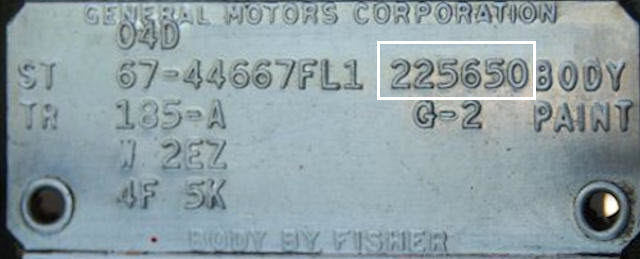 GENERAL MOTORS CORPORATION
04D
ST 67-44667FL1 225650 BODY
TR 185-A G-2 PAINT
W 2EZ
4F 5K
BODY BY FISHER